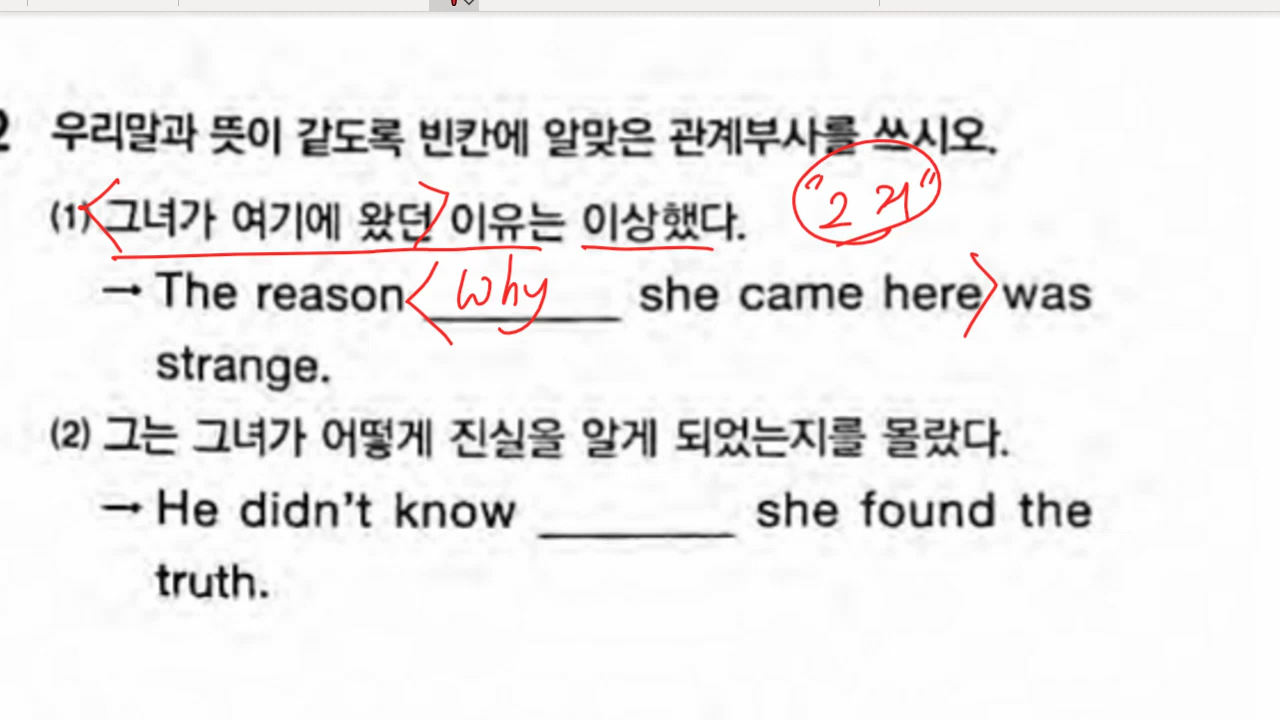 2 우리말과 뜻이 같도록 빈칸에 알맞은 관계부사를 쓰시오.
(1) 그녀가 여기에 왔던 이유는 이상했다.
→ The reason why she came here was
strange.
(2) 그는 그녀가 어떻게 진실을 알게 되었는지를 몰랐다.
→ He didn't know ________ she found the
truth.